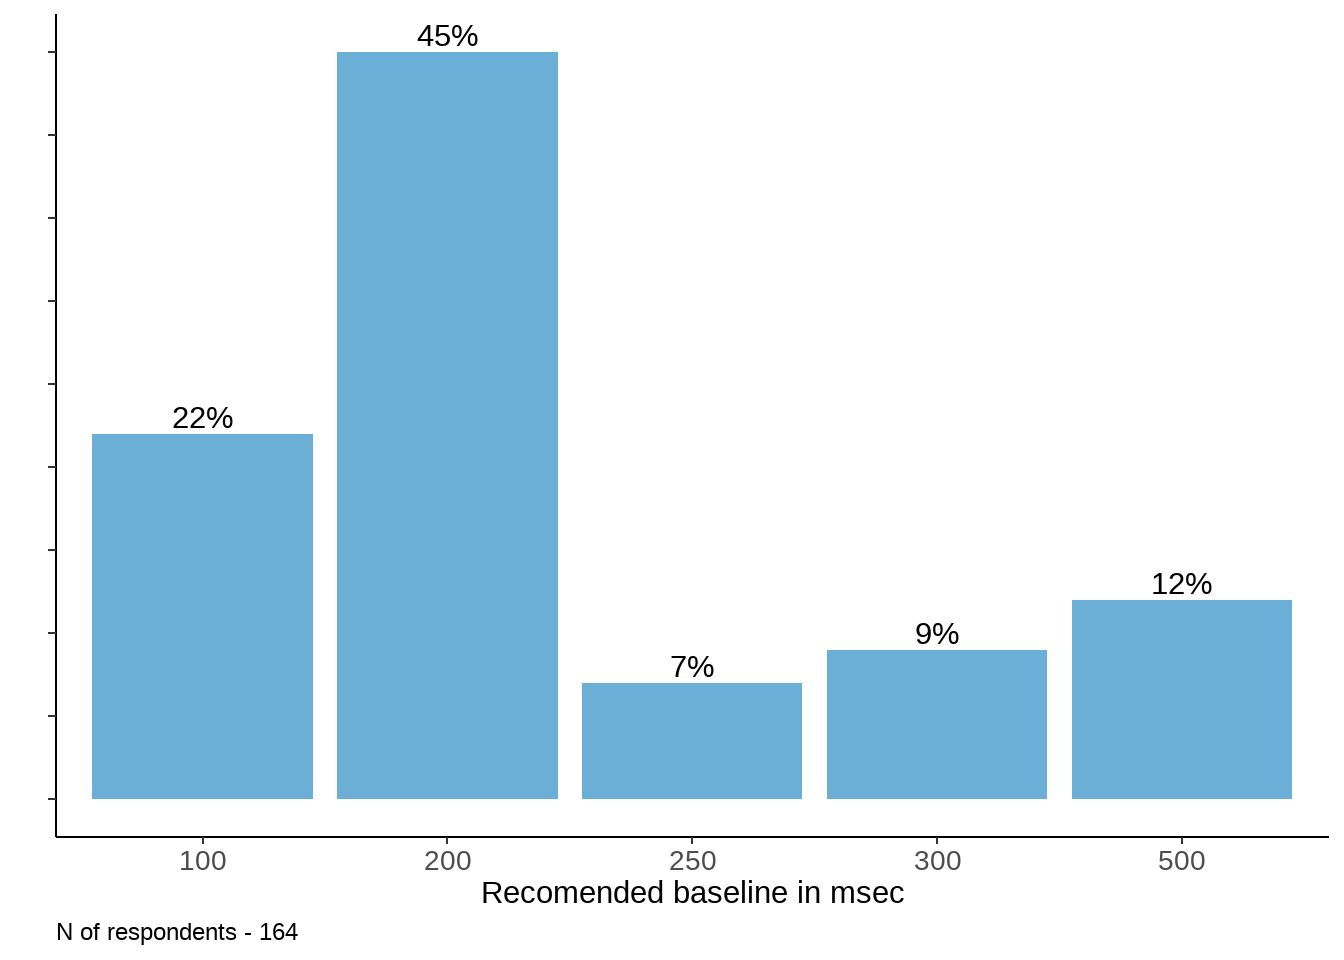 45%
22%
12%
9%
7%
100 200 250 300 500
Recomended baseline in msec
N of respondents - 164